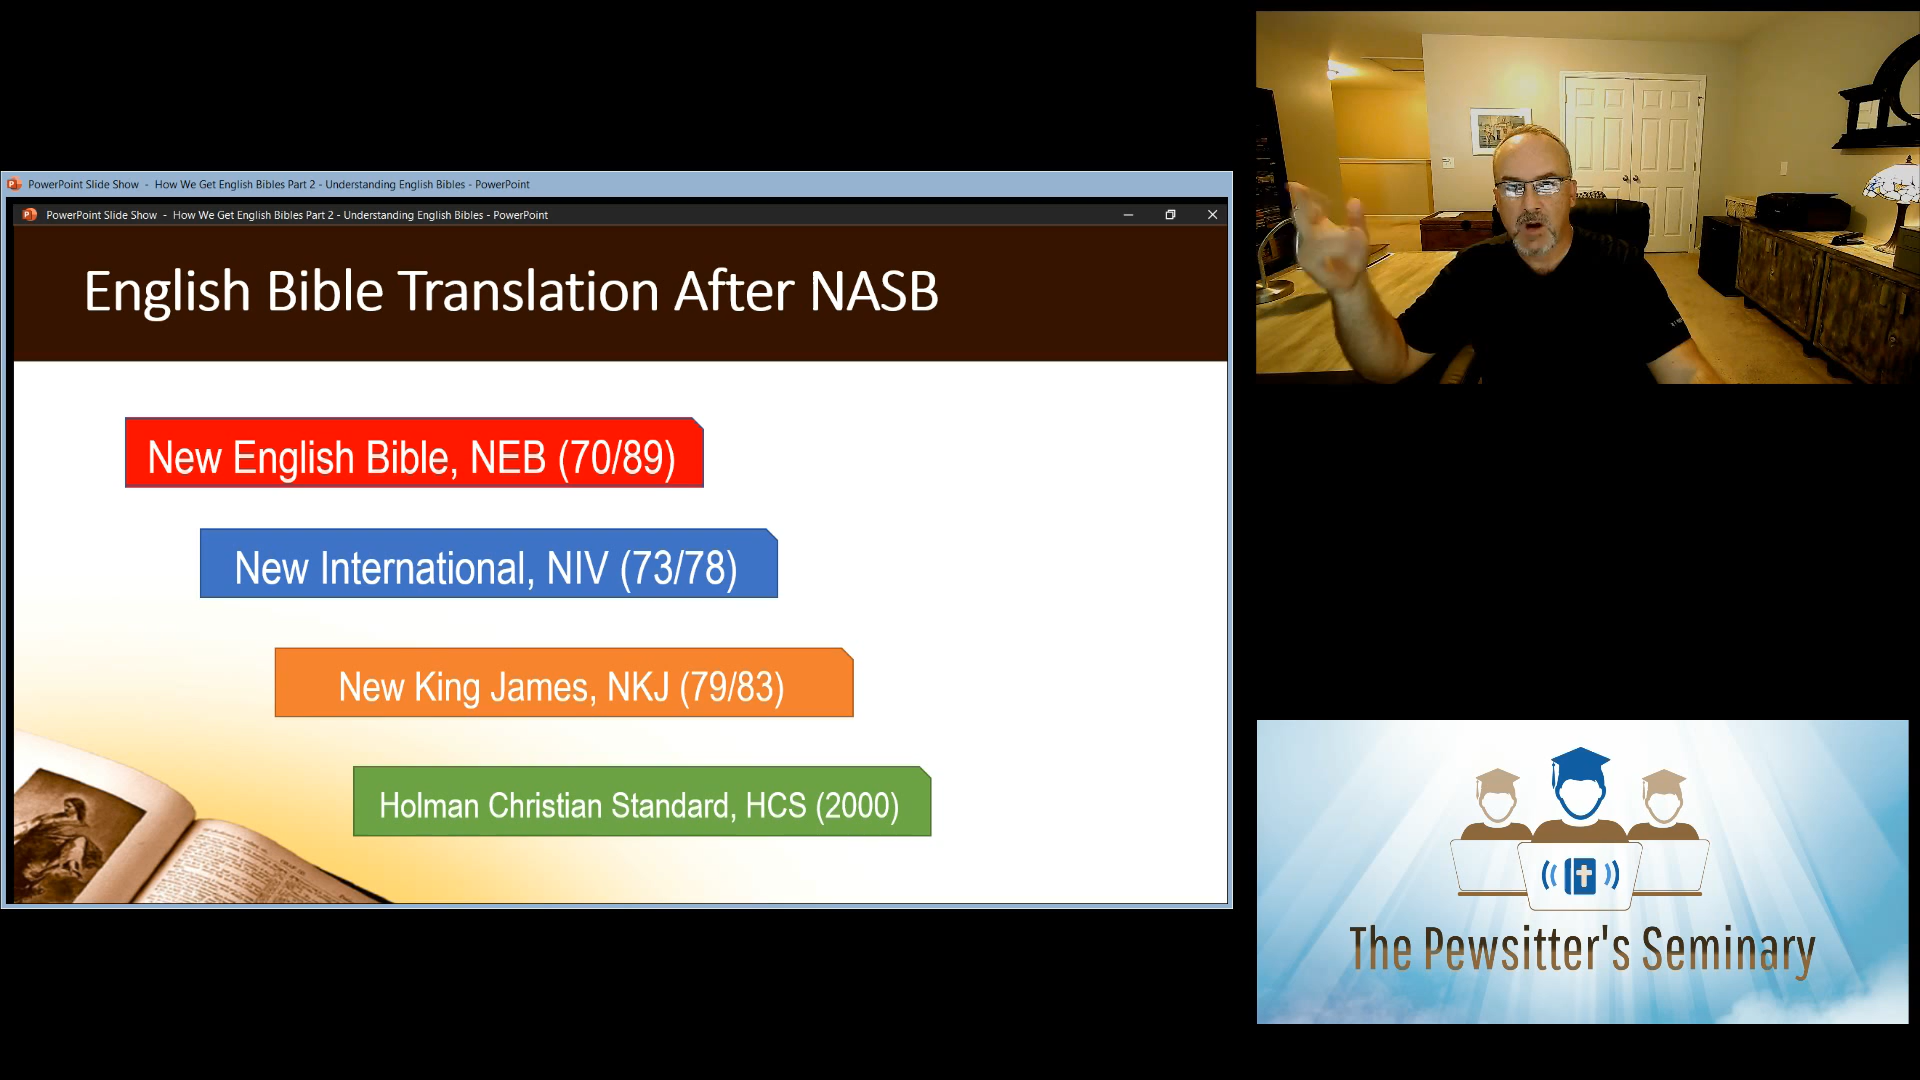 PowerPoint Slide Show - How We Get English Bibles Part 2 - Understanding English Bibles - PowerPoint
PowerPoint Slide Show - How We Get English Bibles Part 2 - Understanding English Bibles - PowerPoint
English Bible Translation After NASB
New English Bible, NEB (70/89)
New International, NIV (73/78)
New King James, NKJ (79/83)
Holman Christian Standard, HCS (2000)
The Pewsitter's Seminary